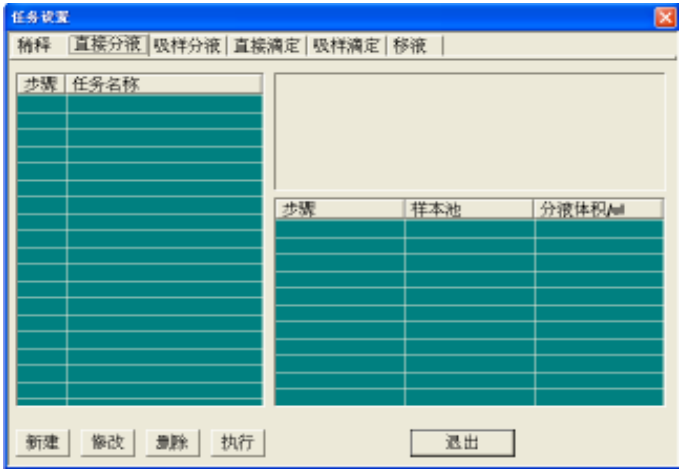 任务设置
稀释 直接分液 吸样分液 直接滴定 吸样滴定 移液
步骤 任务名称
步骤 样本池 分液体积/ul
新建 修改 删除 执行 退出